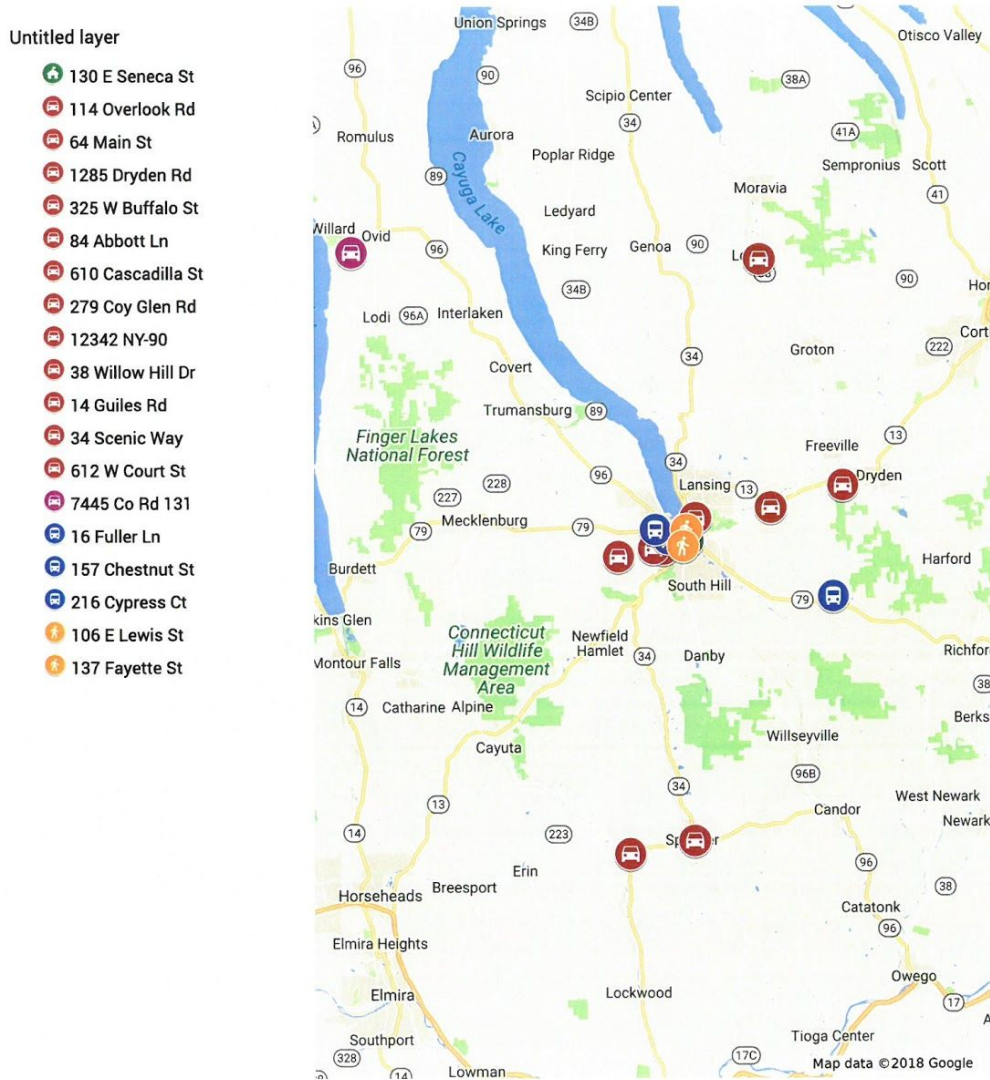 Untitled layer
130 E Seneca St
114 Overlook Rd
64 Main St
1285 Dryden Rd
325 W Buffalo St
84 Abbott Ln
610 Cascadilla St
279 Coy Glen Rd
12342 NY-90
38 Willow Hill Dr
14 Guiles Rd
34 Scenic Way
612 W Court St
7445 Co Rd 131
16 Fuller Ln
157 Chestnut St
216 Cypress Ct
106 E Lewis St
137 Fayette St
Union Springs
34B
Otisco Valley
96
90
38A
Scipio Center
34
Romulus
Aurora
41A
Poplar Ridge
Sempronius
Scott
89
Cayuga Lake
Moravia
41
Ledyard
Willard
Ovid
96
King Ferry
Genoa
90
34B
90
Lodi
96A
Interlaken
222
34
Groton
Covert
Trumansburg
89
13
Finger Lakes
National Forest
Freeville
34
96
Dryden
Lansing
13
228
227
Mecklenburg
79
79
Harford
Burdett
South Hill
79
Connecticut
Hill Wildlife
Management
Area
Newfield
Hamlet
34
Danby
Montour Falls
38
14
Catharine
Alpine
Willseyville
Cayuta
96B
34
West Newark
13
Candor
Newark
14
223
96
Erin
Breesport
38
Horseheads
Catatonk
96
Elmira Heights
Owego
Elmira
Lockwood
17
Tioga Center
Southport
328
17C
Map data ©2018 Google
14
Lowman